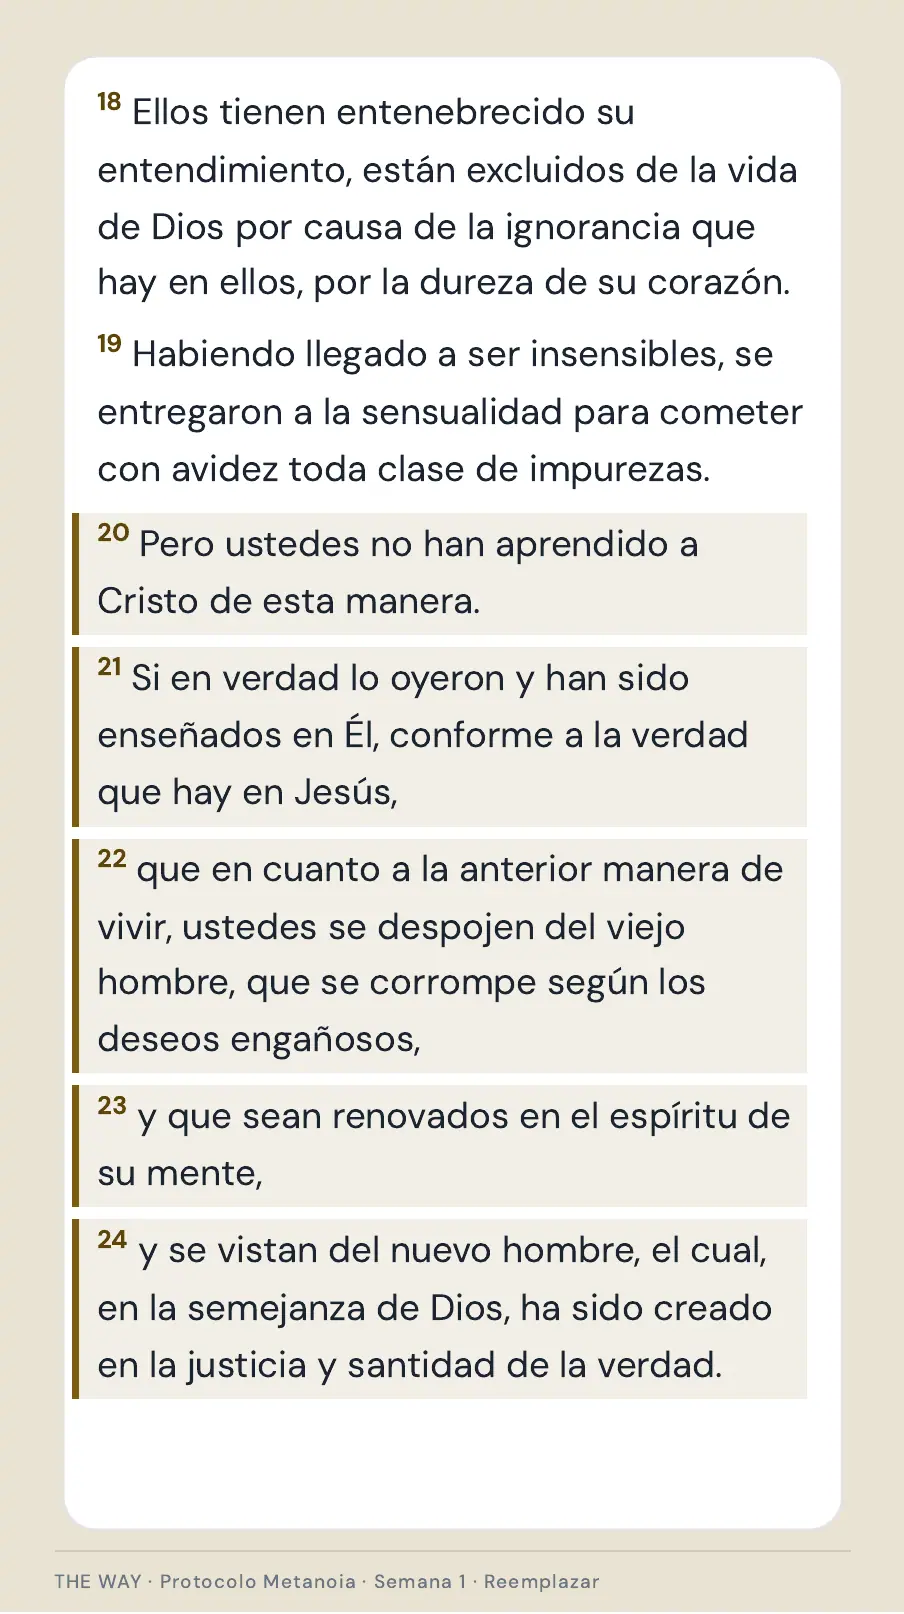 18 Ellos tienen entenebrecido su
entendimiento, están excluidos de la vida
de Dios por causa de la ignorancia que
hay en ellos, por la dureza de su corazón.
19 Habiendo llegado a ser insensibles, se
entregaron a la sensualidad para cometer
con avidez toda clase de impurezas.
20 Pero ustedes no han aprendido a
Cristo de esta manera.
21 Si en verdad lo oyeron y han sido
enseñados en Él, conforme a la verdad
que hay en Jesús,
22 que en cuanto a la anterior manera de
vivir, ustedes se despojen del viejo
hombre, que se corrompe según los
deseos engañosos,
23 y que sean renovados en el espíritu de
su mente,
24 y se vistan del nuevo hombre, el cual,
en la semejanza de Dios, ha sido creado
en la justicia y santidad de la verdad.
THE WAY · Protocolo Metanoia · Semana 1 · Reemplazar